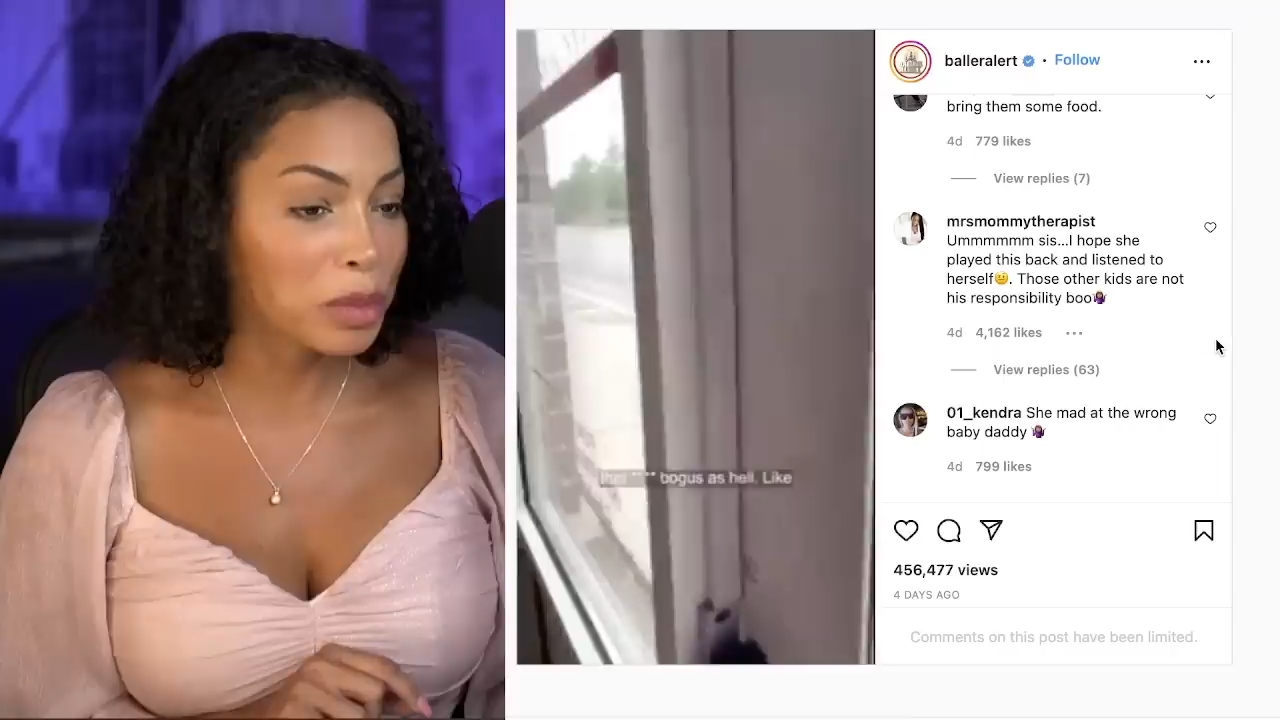 balleralert • Follow
bring them some food.
4d 779 likes
View replies (7)
mrsmommytherapist
Ummmmmm sis...I hope she
played this back and listened to
herself😐. Those other kids are not
his responsibility boo🤷🏾‍♀️
4d 4,162 likes
View replies (63)
01_kendra She mad at the wrong
baby daddy 🤷🏾‍♀️
4d 799 likes
456,477 views
4 DAYS AGO
Comments on this post have been limited.
**** bogus as hell. Like